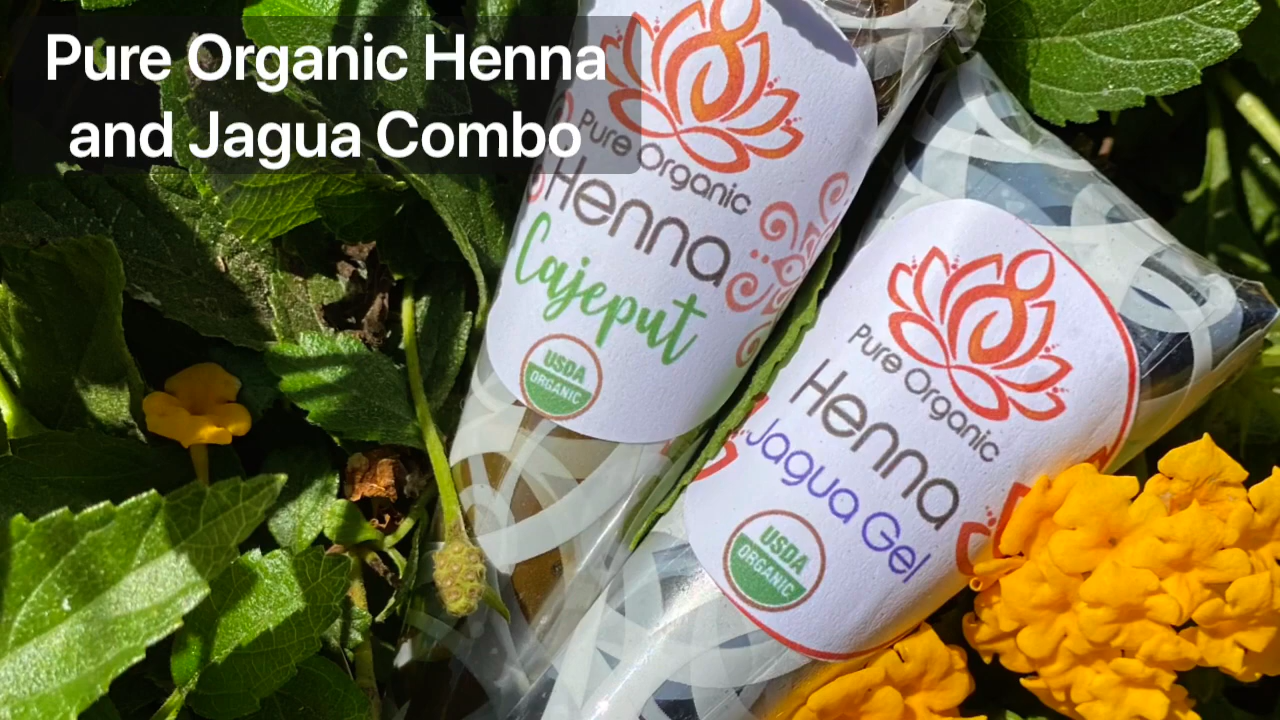 Pure Organic Henna
and Jagua Combo
Pure Organic
Henna
Cajeput
USDA
ORGANIC
Pure Organic
Henna
Jagua Gel
USDA
ORGANIC